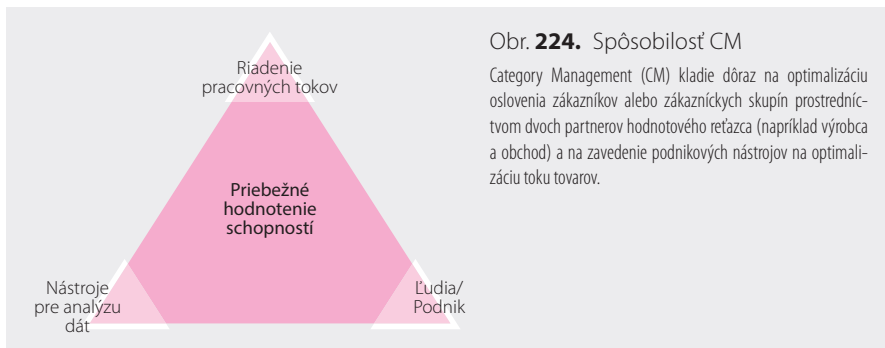 Obr. 224. Spôsobilosť CM
Category Management (CM) kladie dôraz na optimalizáciu
oslovenia zákazníkov alebo zákazníckych skupín prostredníc-
tvom dvoch partnerov hodnotového reťazca (napríklad výrobca
a obchod) a na zavedenie podnikových nástrojov na optimali-
záciu toku tovarov.
Riadenie
pracovných tokov
Priebežné
hodnotenie
schopností
Nástroje
pre analýzu
dát
Ľudia/
Podnik